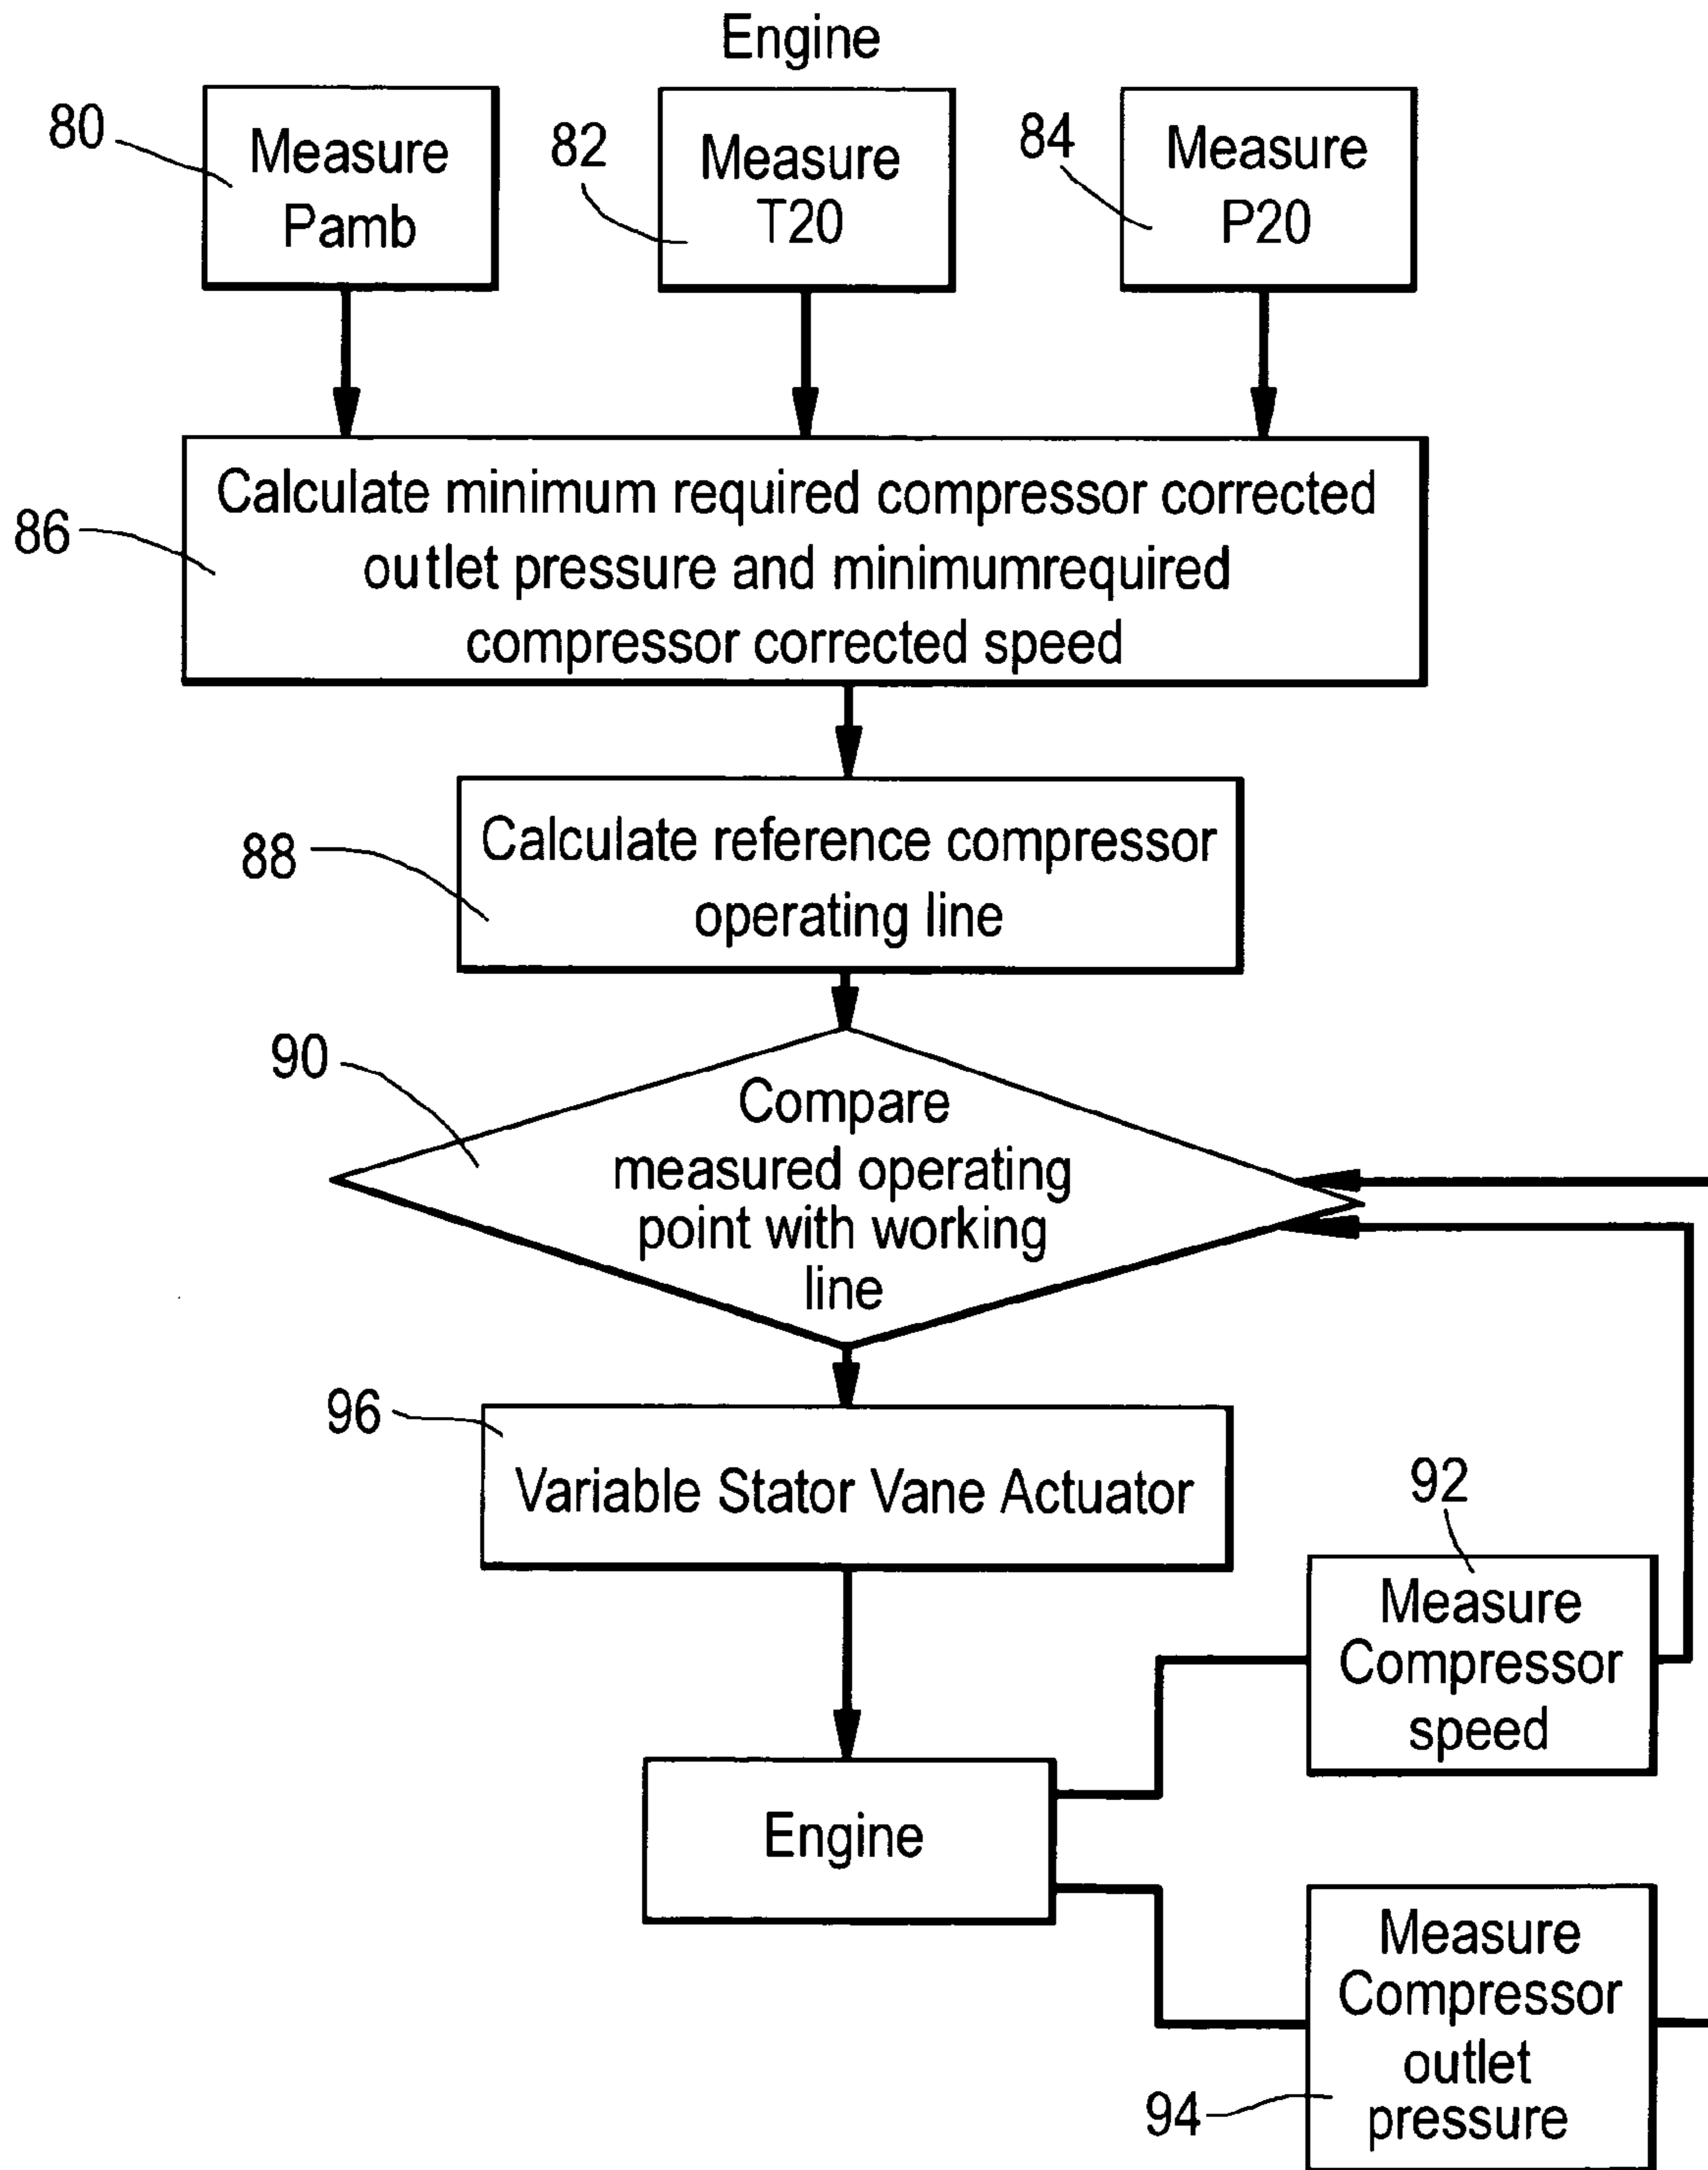 Engine
80
Measure
Pamb
82
Measure
T20
84
Measure
P20
86
Calculate minimum required compressor corrected
outlet pressure and minimumrequired
compressor corrected speed
88
Calculate reference compressor
operating line
90
Compare
measured operating
point with working
line
96
Variable Stator Vane Actuator
92
Measure
Compressor
speed
Engine
94
Measure
Compressor
outlet
pressure